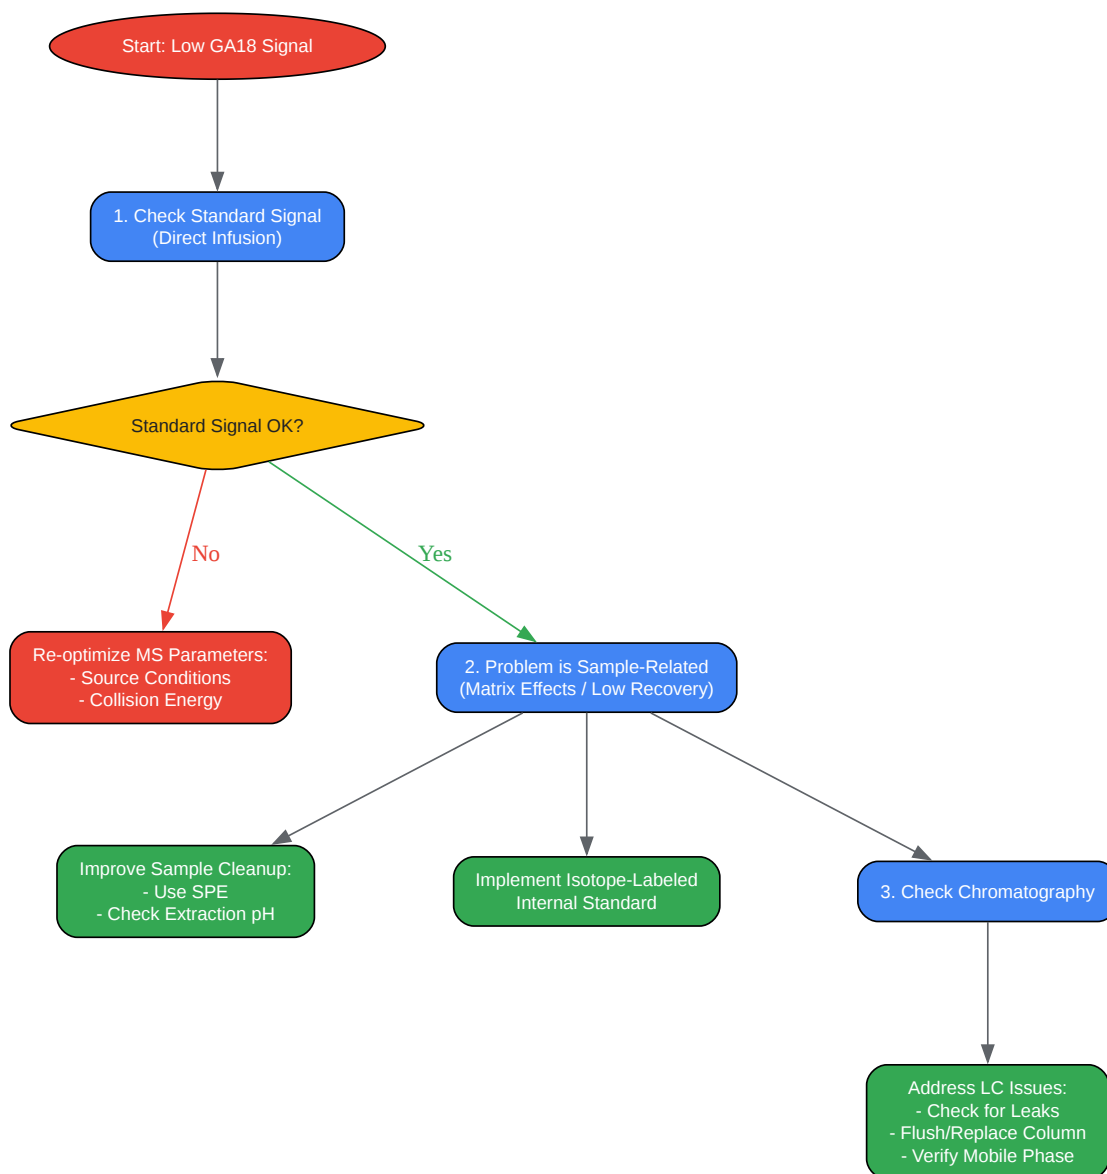 Start: Low GA18 Signal
1. Check Standard Signal
(Direct Infusion)
Standard Signal OK?
No
Yes
Re-optimize MS Parameters:
- Source Conditions
- Collision Energy
2. Problem is Sample-Related
(Matrix Effects / Low Recovery)
Improve Sample Cleanup:
- Use SPE
- Check Extraction pH
Implement Isotope-Labeled
Internal Standard
3. Check Chromatography
Address LC Issues:
- Check for Leaks
- Flush/Replace Column
- Verify Mobile Phase